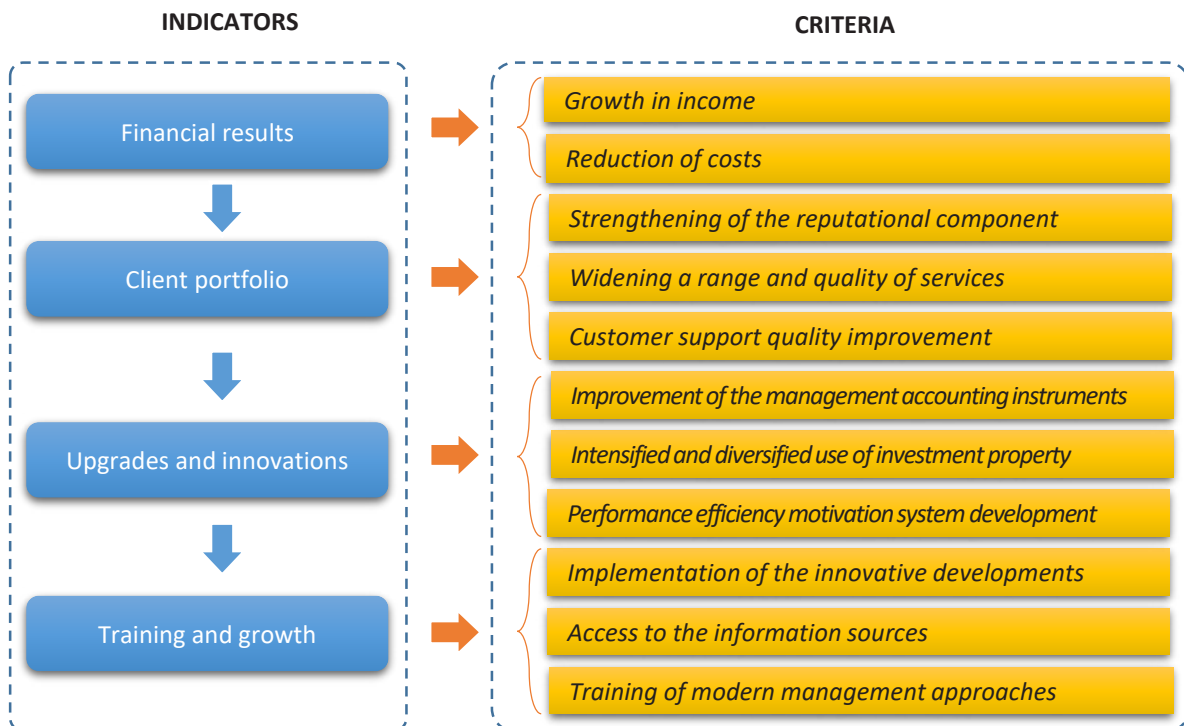 INDICATORS
CRITERIA
Financial results
Growth in income
Reduction of costs
Client portfolio
Strengthening of the reputational component
Widening a range and quality of services
Customer support quality improvement
Upgrades and innovations
Improvement of the management accounting instruments
Intensified and diversified use of investment property
Performance efficiency motivation system development
Training and growth
Implementation of the innovative developments
Access to the information sources
Training of modern management approaches